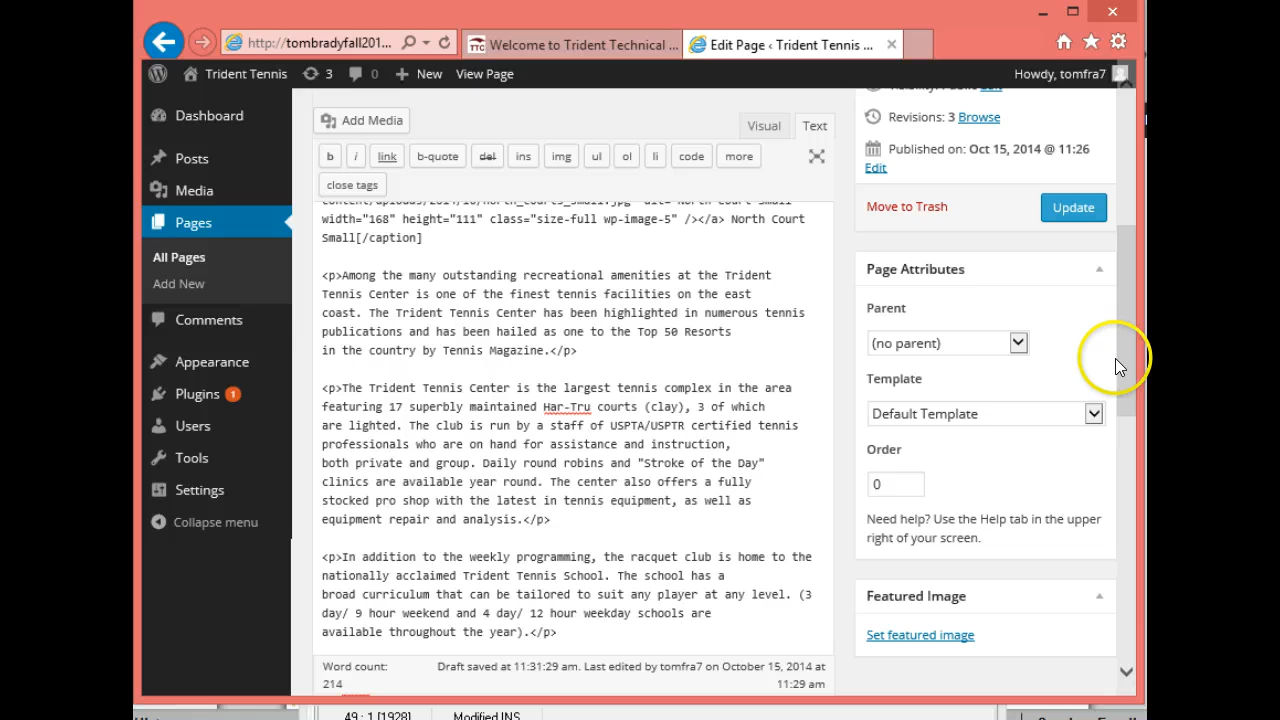 http://tombradyfall201...
Welcome to Trident Technical ...
Edit Page ‹ Trident Tennis ...
Trident Tennis 3 0 New View Page Howdy, tomfra7
Dashboard
Posts
Media
Pages
All Pages
Add New
Comments
Appearance
Plugins 1
Users
Tools
Settings
Collapse menu
Add Media
Visual Text
b i link b-quote del ins img ul ol li code more
close tags
content/uploads/2014/10/north_courts_small.jpg" alt="North Court Small"
width="168" height="111" class="size-full wp-image-5" /></a> North Court
Small[/caption]
<p>Among the many outstanding recreational amenities at the Trident
Tennis Center is one of the finest tennis facilities on the east
coast. The Trident Tennis Center has been highlighted in numerous tennis
publications and has been hailed as one to the Top 50 Resorts
in the country by Tennis Magazine.</p>
<p>The Trident Tennis Center is the largest tennis complex in the area
featuring 17 superbly maintained Har-Tru courts (clay), 3 of which
are lighted. The club is run by a staff of USPTA/USPTR certified tennis
professionals who are on hand for assistance and instruction,
both private and group. Daily round robins and "Stroke of the Day"
clinics are available year round. The center also offers a fully
stocked pro shop with the latest in tennis equipment, as well as
equipment repair and analysis.</p>
<p>In addition to the weekly programming, the racquet club is home to the
nationally acclaimed Trident Tennis School. The school has a
broad curriculum that can be tailored to suit any player at any level. (3
day/ 9 hour weekend and 4 day/ 12 hour weekday schools are
available throughout the year).</p>
Word count:
214
Draft saved at 11:31:29 am. Last edited by tomfra7 on October 15, 2014 at
11:29 am
Visibility: Public Edit
Revisions: 3 Browse
Published on: Oct 15, 2014 @ 11:26
Edit
Move to Trash Update
Page Attributes
Parent
(no parent)
Template
Default Template
Order
0
Need help? Use the Help tab in the upper
right of your screen.
Featured Image
Set featured image
49 : 1 [1928] Modified INS